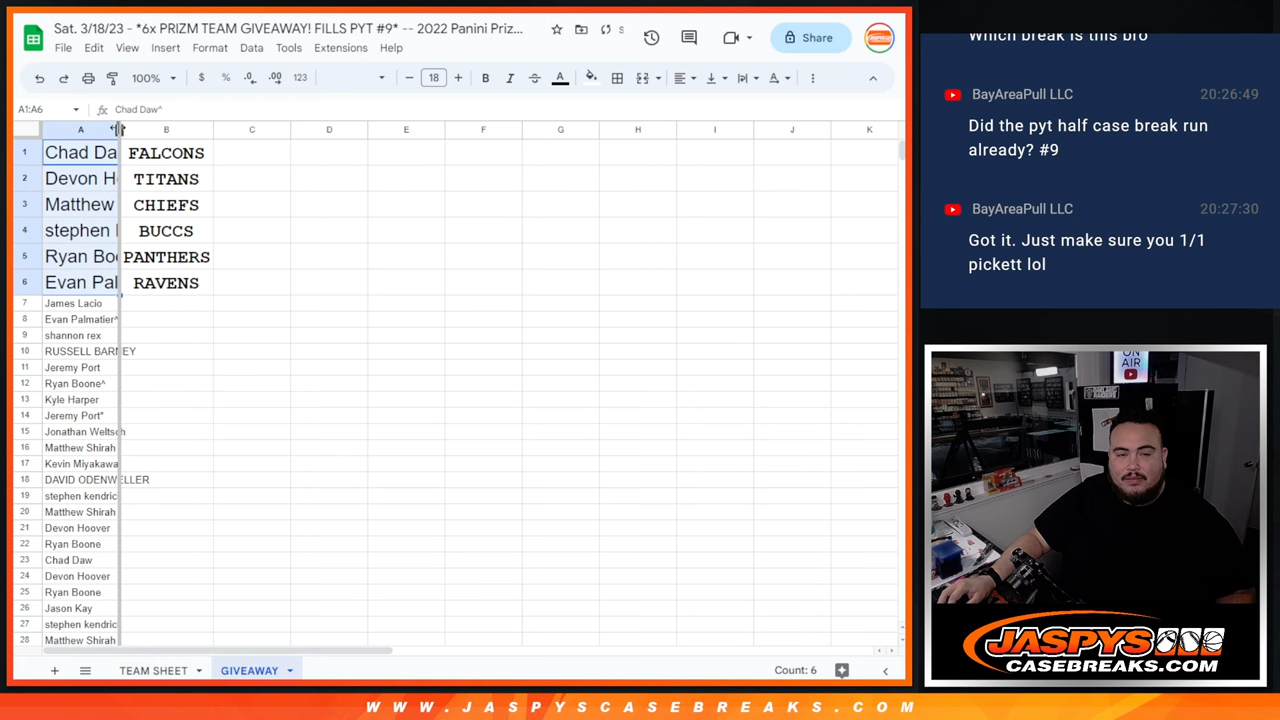 Sat. 3/18/23 - *6x PRIZM TEAM GIVEAWAY! FILLS PYT #9* -- 2022 Panini Priz...
S
File Edit View Insert Format Data Tools Extensions Help
Share
100% $ % .0 .00 123 18 B I A
A1:A6 fx Chad Daw^
A B C D E F G H I J K
1 Chad Da FALCONS
2 Devon H TITANS
3 Matthew CHIEFS
4 stephen BUCCS
5 Ryan Boo PANTHERS
6 Evan Pal RAVENS
7 James Lacio
8 Evan Palmatier^
9 shannon rex
10 RUSSELL BARNEY
11 Jeremy Port
12 Ryan Boone^
13 Kyle Harper
14 Jeremy Port"
15 Jonathan Weltsch
16 Matthew Shirah
17 Kevin Miyakawa
18 DAVID ODENWELLER
19 stephen kendric
20 Matthew Shirah
21 Devon Hoover
22 Ryan Boone
23 Chad Daw
24 Devon Hoover
25 Ryan Boone
26 Jason Kay
27 stephen kendric
28 Matthew Shirah
TEAM SHEET GIVEAWAY Count: 6
Which break is this bro
BayAreaPull LLC 20:26:49
Did the pyt half case break run
already? #9
BayAreaPull LLC 20:27:30
Got it. Just make sure you 1/1
pickett lol
ON
AIR
JASPYS
CASEBREAKS.COM
WWW.JASPYSCASEBREAKS.COM